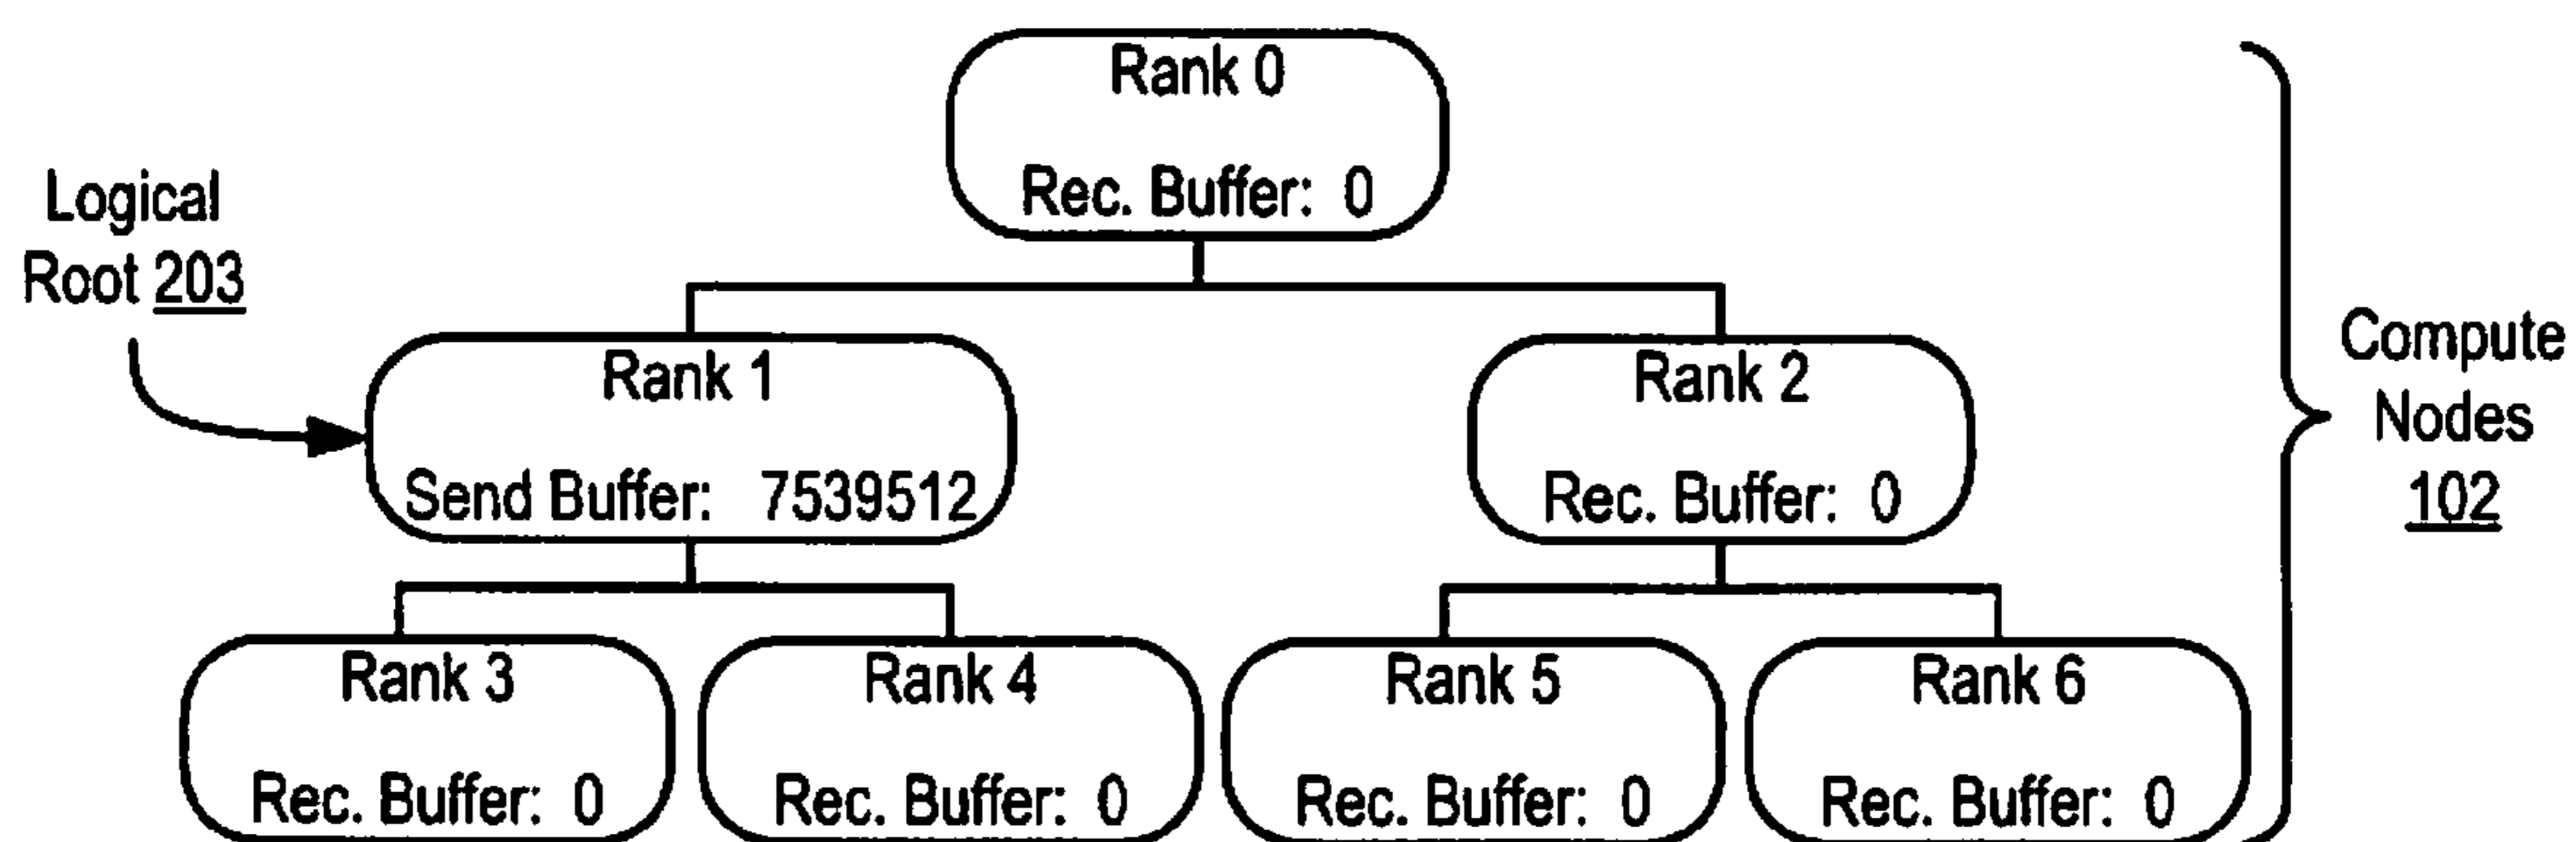 Rank 0
Rec. Buffer: 0
Logical
Root 203
Rank 1
Send Buffer: 7539512
Rank 2
Rec. Buffer: 0
Compute
Nodes
102
Rank 3
Rec. Buffer: 0
Rank 4
Rec. Buffer: 0
Rank 5
Rec. Buffer: 0
Rank 6
Rec. Buffer: 0